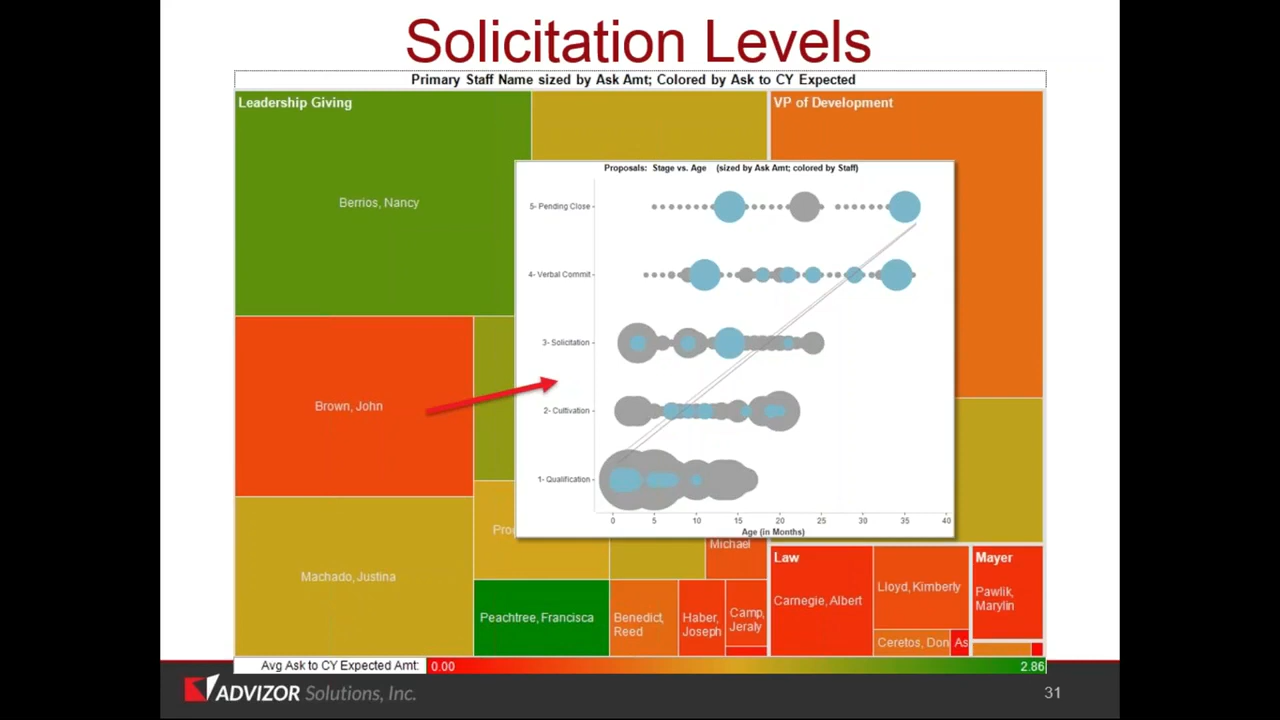 Solicitation Levels
Primary Staff Name sized by Ask Amt; Colored by Ask to CY Expected
Leadership Giving
VP of Development
Berrios, Nancy
Brown, John
Machado, Justina
Peachtree, Francisca
Benedict,
Reed
Haber,
Joseph
Camp,
Jeraly
Michael
Proposals: Stage vs. Age (sized by Ask Amt; colored by Staff)
5- Pending Close
4- Verbal Commit
3- Solicitation
2- Cultivation
1- Qualification
0 5 10 15 20 25 30 35 40
Age (in Months)
Law
Carnegie, Albert
Lloyd, Kimberly
Ceretos, Don
As
Mayer
Pawlik,
Marylin
Avg Ask to CY Expected Amt: 0.00 2.86
ADVIZOR Solutions, Inc.
31